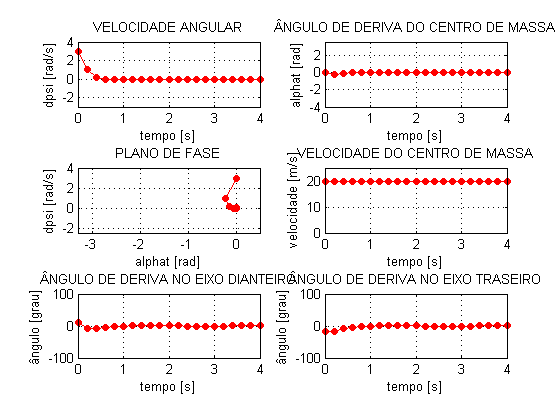 VELOCIDADE ANGULAR
dpsi [rad/s]
4
2
0
-2
0
1
2
3
4
tempo [s]
ÂNGULO DE DERIVA DO CENTRO DE MASSA
alphat [rad]
2
0
-2
-4
0
1
2
3
4
tempo [s]
PLANO DE FASE
dpsi [rad/s]
4
2
0
-2
-3
-2
-1
0
alphat [rad]
VELOCIDADE DO CENTRO DE MASSA
velocidade [m/s]
20
10
0
0
1
2
3
4
tempo [s]
ÂNGULO DE DERIVA NO EIXO DIANTEIRO
ângulo [grau]
100
0
-100
0
1
2
3
4
tempo [s]
ÂNGULO DE DERIVA NO EIXO TRASEIRO
ângulo [grau]
100
0
-100
0
1
2
3
4
tempo [s]